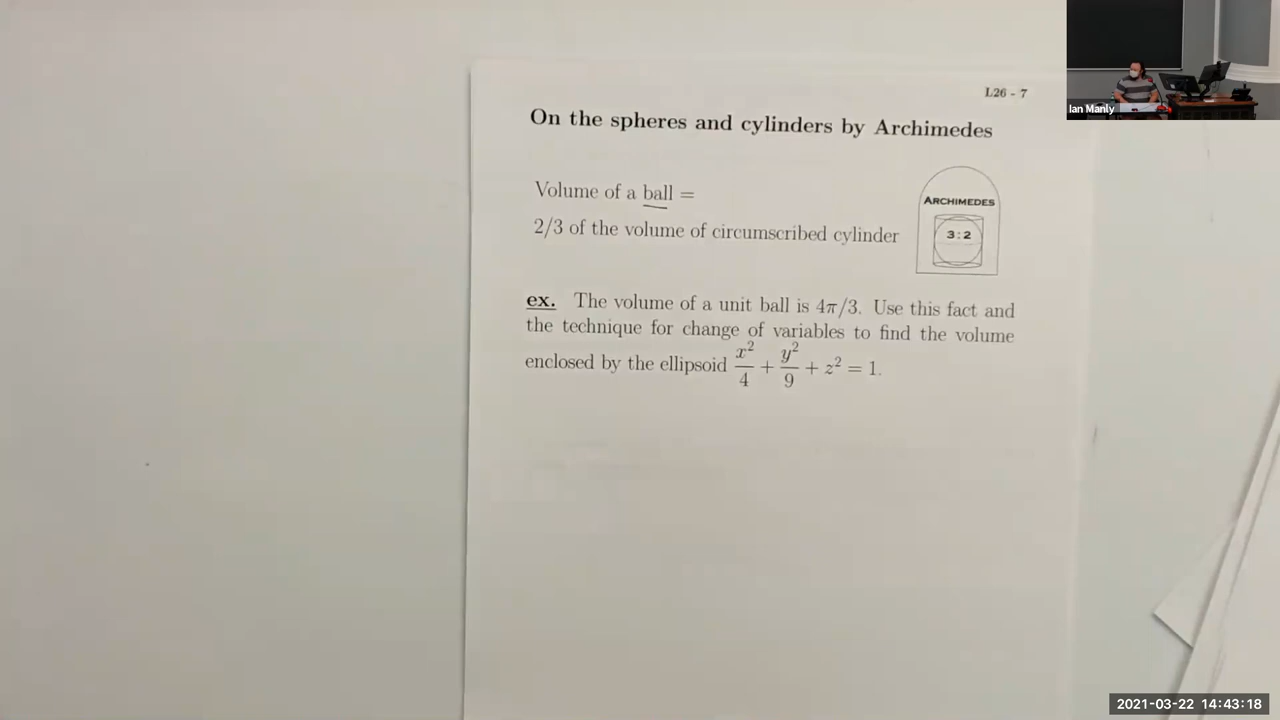 L26 - 7
On the spheres and cylinders by Archimedes
Volume of a ball =
2/3 of the volume of circumscribed cylinder
ARCHIMEDES
3:2
ex. The volume of a unit ball is 4π/3. Use this fact and
the technique for change of variables to find the volume
enclosed by the ellipsoid x²/4 + y²/9 + z² = 1.
Ian Manly
2021-03-22 14:43:18